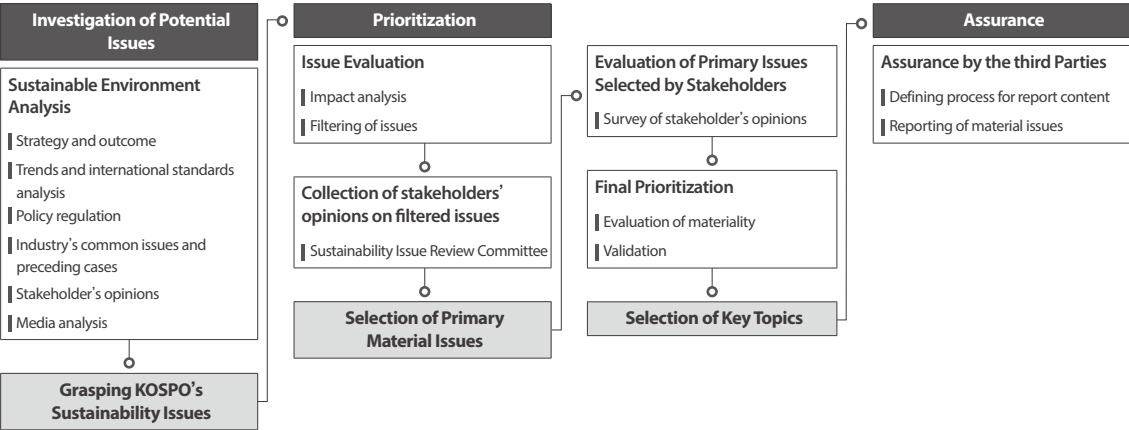 Investigation of Potential
Issues
Sustainable Environment
Analysis
Strategy and outcome
Trends and international standards
analysis
Policy regulation
Industry's common issues and
preceding cases
Stakeholder's opinions
Media analysis
Grasping KOSPO's
Sustainability Issues
Prioritization
Issue Evaluation
Impact analysis
Filtering of issues
Collection of stakeholders'
opinions on filtered issues
Sustainability Issue Review Committee
Selection of Primary
Material Issues
Evaluation of Primary Issues
Selected by Stakeholders
Survey of stakeholder's opinions
Final Prioritization
Evaluation of materiality
Validation
Selection of Key Topics
Assurance
Assurance by the third Parties
Defining process for report content
Reporting of material issues